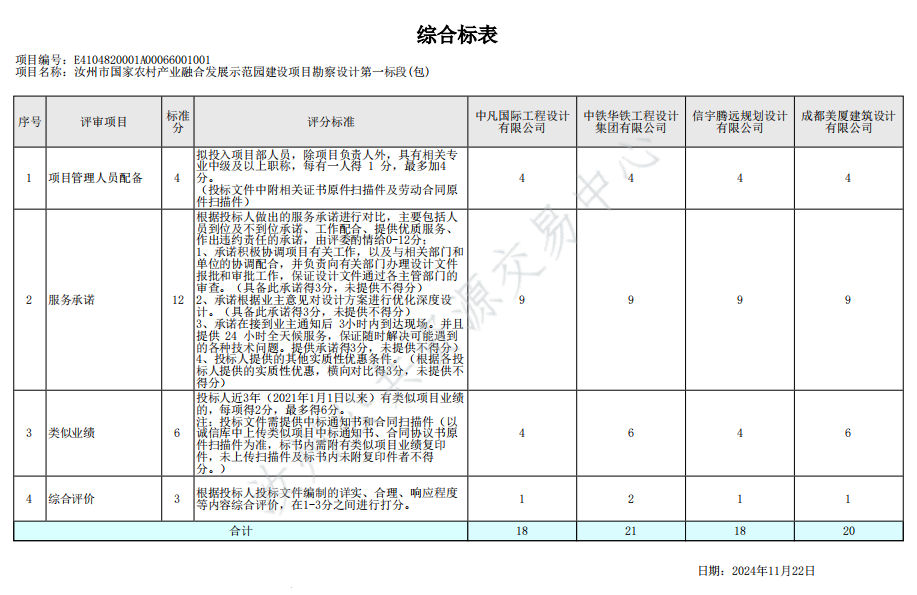 综合标表
项目编号：E4104820001A00066001001
项目名称：汝州市国家农村产业融合发展示范园建设项目勘察设计第一标段(包)
序号
评审项目
标准
分
评分标准
中凡国际工程设计
有限公司
中铁华铁工程设计
集团有限公司
信宇腾远规划设计
有限公司
成都美厦建筑设计
有限公司
1
项目管理人员配备
4
拟投入项目部人员，除项目负责人外，具有相关专
业中级及以上职称，每有一人得 1 分，最多加4
分。
（投标文件中附相关证书原件扫描件及劳动合同原
件扫描件）
4
4
4
4
2
服务承诺
12
根据投标人做出的服务承诺进行对比，主要包括人
员到位及不到位承诺、工作配合、提供优质服务、
作出违约责任的承诺，由评委酌情给0-12分：
1、承诺积极协调项目有关工作，以及与相关部门和
单位的协调配合，并负责向有关部门办理设计文件
报批和审批工作，保证设计文件通过各主管部门的
审查。（具备此承诺得3分，未提供不得分）
2、承诺根据业主意见对设计方案进行优化深度设
计。（具备此承诺得3分，未提供不得分）
3、承诺在接到业主通知后 3小时内到达现场。并且
提供 24 小时全天候服务，保证随时解决可能遇到
的各种技术问题。提供承诺得3分，未提供不得分）
4、投标人提供的其他实质性优惠条件。（根据各投
标人提供的实质性优惠，横向对比得3分，未提供不
得分）
9
9
9
9
3
类似业绩
6
投标人近3年（2021年1月1日以来）有类似项目业绩
的，每项得2分，最多得6分。
注：投标文件需提供中标通知书和合同扫描件（以
诚信库中上传类似项目中标通知书、合同协议书原
件扫描件为准，标书内需附有类似项目业绩复印
件，未上传扫描件及标书内未附复印件者不得
分。）
4
6
4
6
4
综合评价
3
根据投标人投标文件编制的详实、合理、响应程度
等内容综合评价，在1-3分之间进行打分。
1
2
1
1
合计
18
21
18
20
日期：2024年11月22日
汝州公共资源交易中心